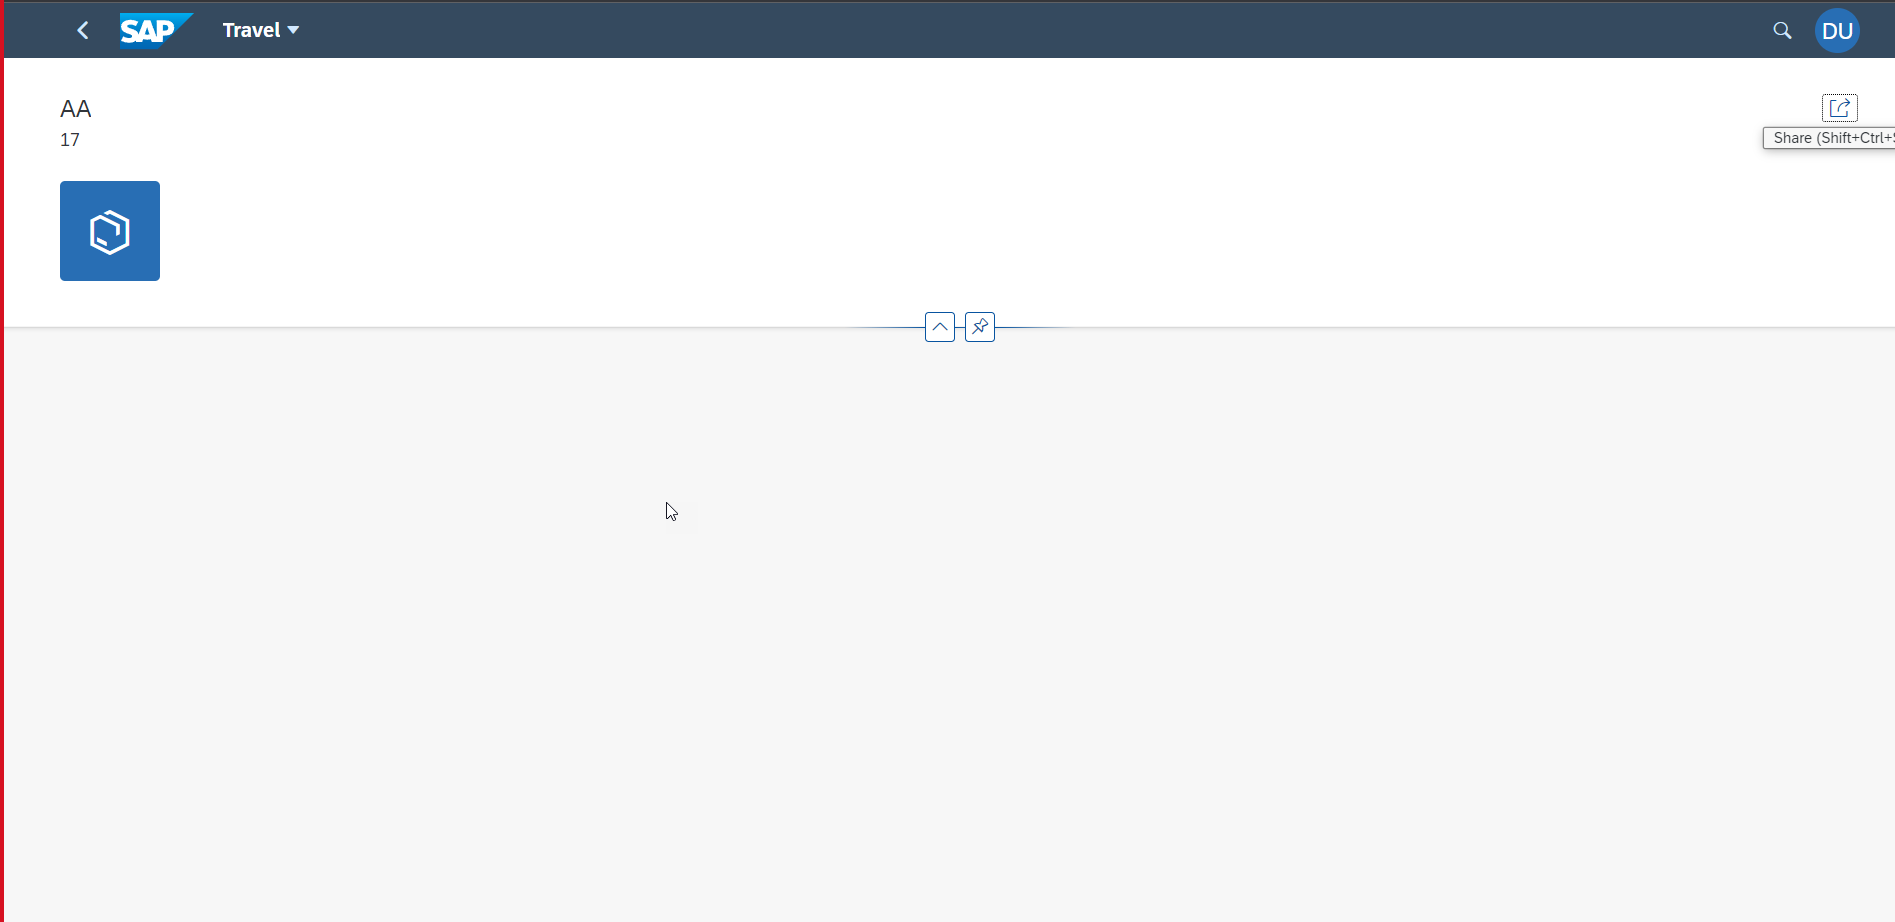 SAP
Travel
DU
AA
17
Share (Shift+Ctrl+